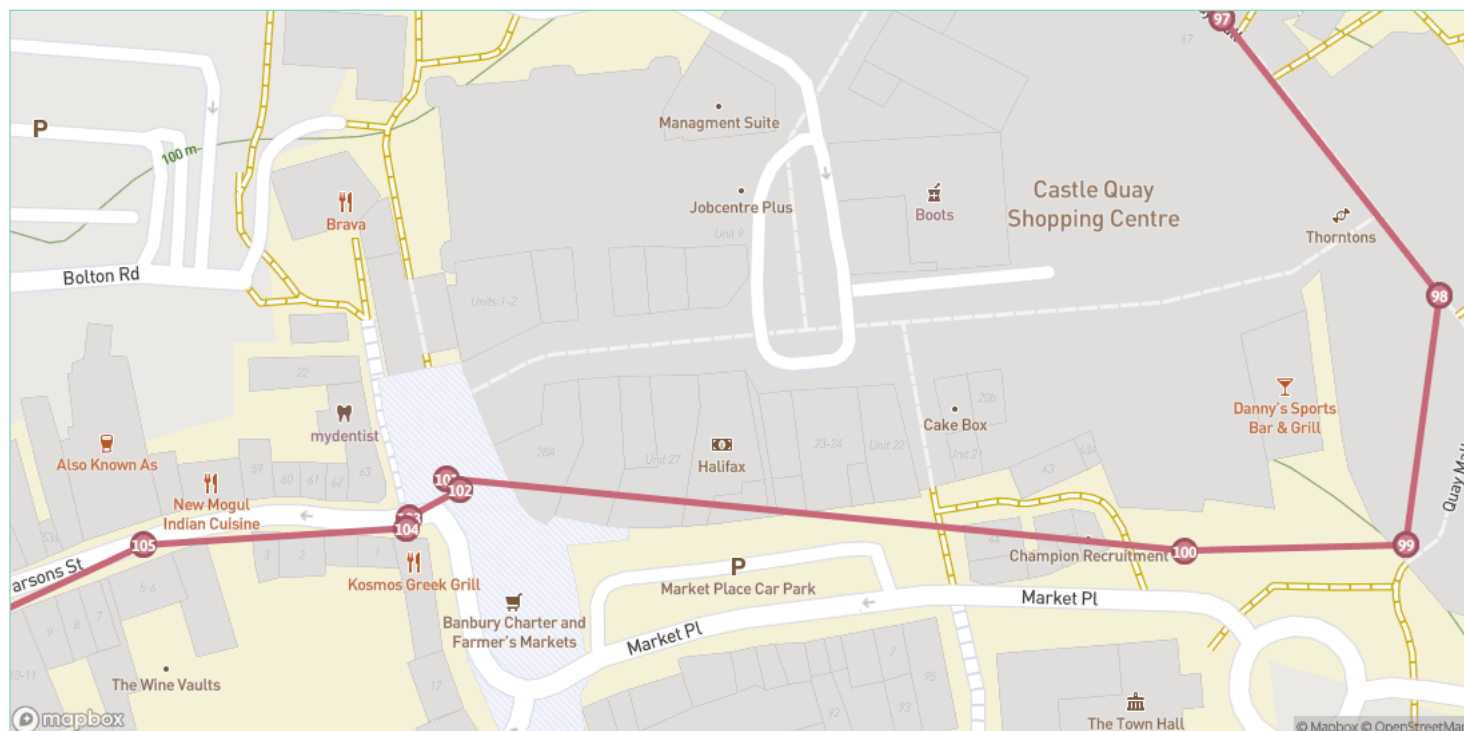 97
67
P
100 m
Managment Suite
Brava
Jobcentre Plus
Boots
Castle Quay
Shopping Centre
Unit 9
Thorntons
Bolton Rd
Units 1-2
98
22
20b
Danny's Sports
Bar & Grill
mydentist
Cake Box
Also Known As
28A
Unit 27
Halifax
23-24
Unit 22
Unit 21
43
43A
59
60
61
62
63
New Mogul
Indian Cuisine
102
104
105
99
100
Champion Recruitment
3
2
1
Kosmos Greek Grill
P
Market Place Car Park
Market Pl
arsons St
5-6
9
8
7
Banbury Charter and
Farmer's Markets
Market Pl
The Wine Vaults
10-11
17
2
95
92
93
The Town Hall
mapbox
© Mapbox © OpenStreetMap